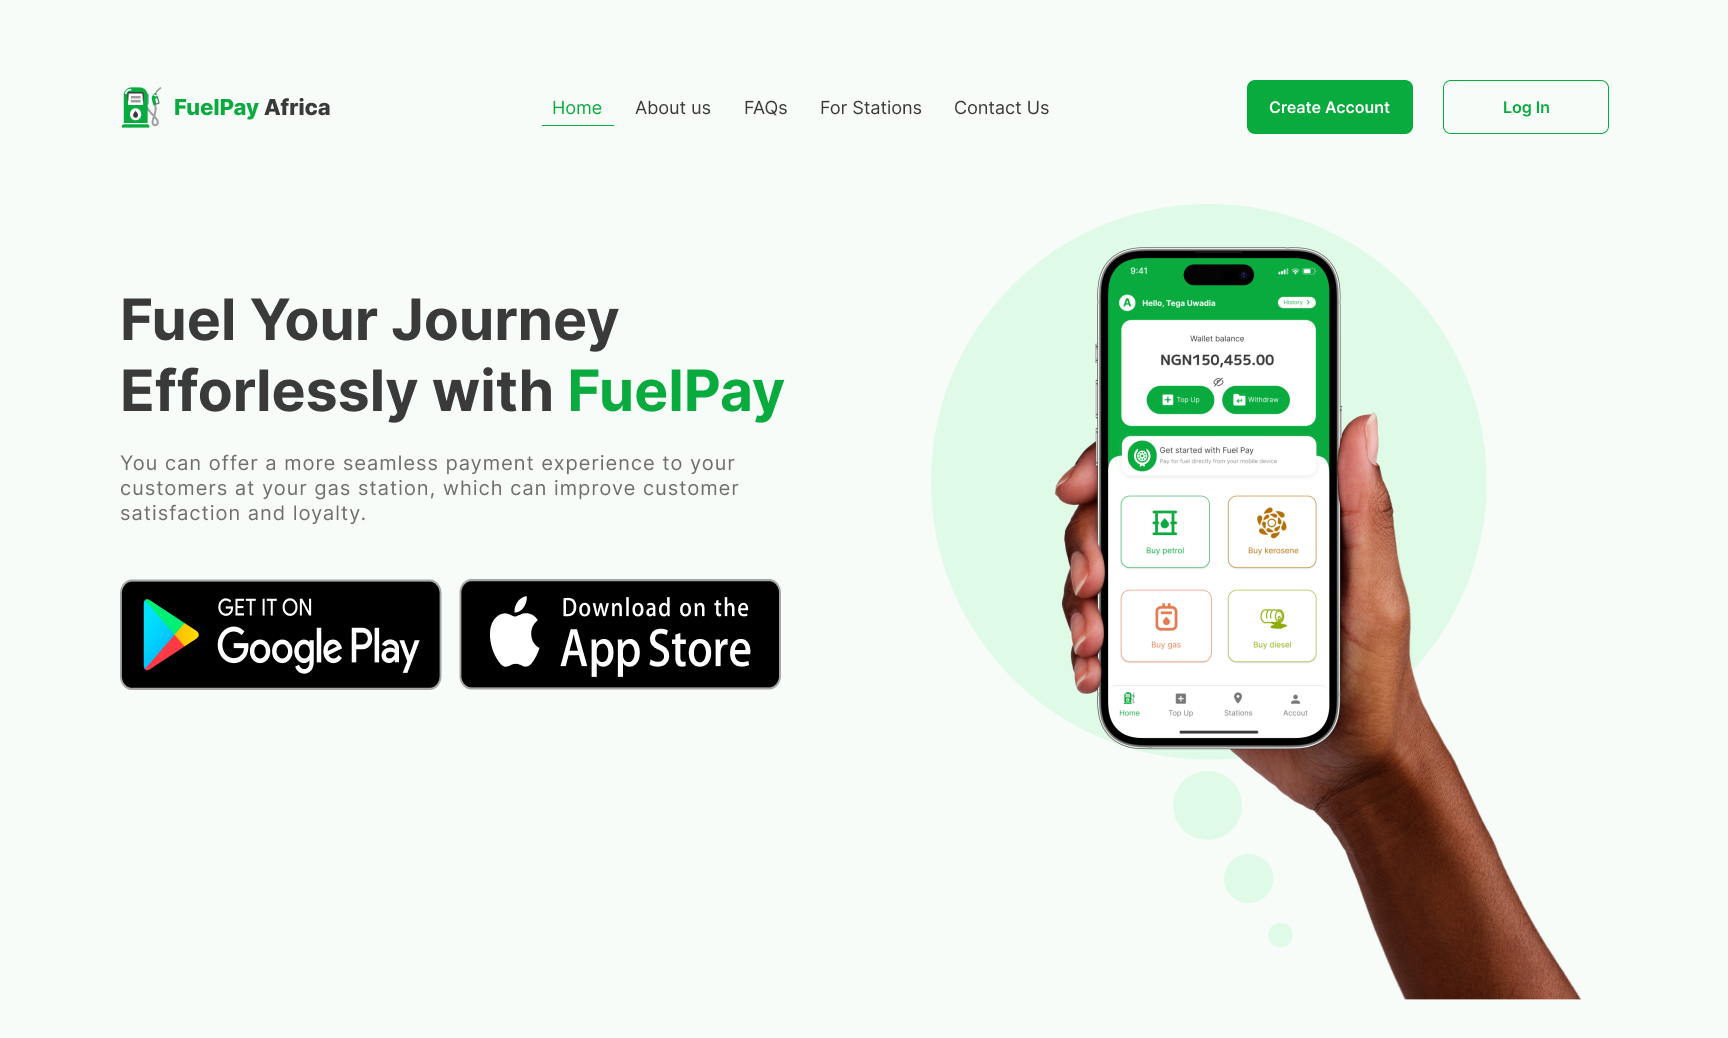 FuelPay Africa
Home About us FAQs For Stations Contact Us
Create Account
Log In
Fuel Your Journey
Efforlessly with FuelPay
You can offer a more seamless payment experience to your
customers at your gas station, which can improve customer
satisfaction and loyalty.
GET IT ON
Google Play
Download on the
App Store
9:41
A Hello, Tega Uwadia
History
Wallet balance
NGN150,455.00
Top Up Withdraw
Get started with Fuel Pay
Pay for fuel directly from your mobile device
Buy petrol Buy kerosene
Buy gas Buy diesel
Home Top Up Stations Accout